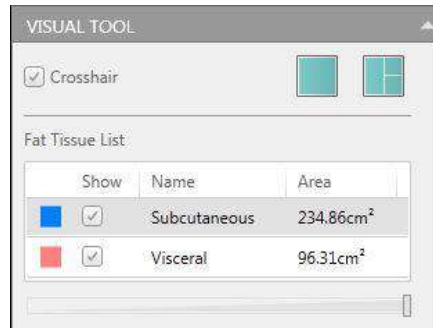 VISUAL TOOL
Crosshair
Fat Tissue List
Show Name Area
Subcutaneous 234.86cm²
Visceral 96.31cm²